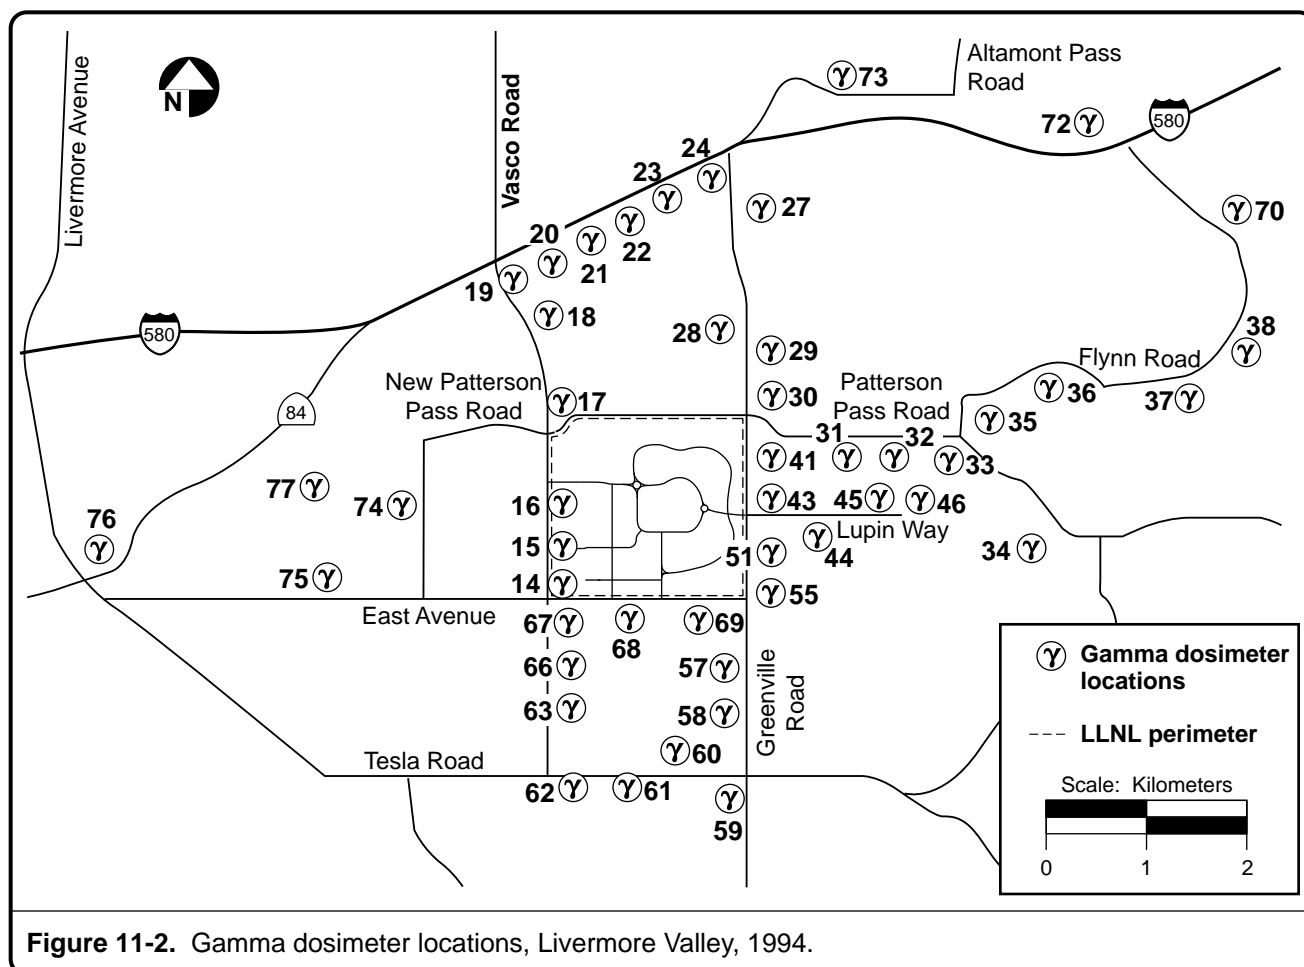 Altamont Pass
Road
73
72
580
Livermore Avenue
N
Vasco Road
24
23
27
70
20
22
21
19
18
28
38
580
29
Flynn Road
New Patterson
Pass Road
17
30
Patterson
Pass Road
36
37
84
35
31
32
41
33
77
74
16
43
45
46
Lupin Way
76
15
51
44
34
75
14
55
East Avenue
67
68
69
66
57
63
58
Greenville
Road
60
Tesla Road
62
61
59
γ Gamma dosimeter
locations
LLNL perimeter
Scale: Kilometers
0 1 2
Figure 11-2. Gamma dosimeter locations, Livermore Valley, 1994.